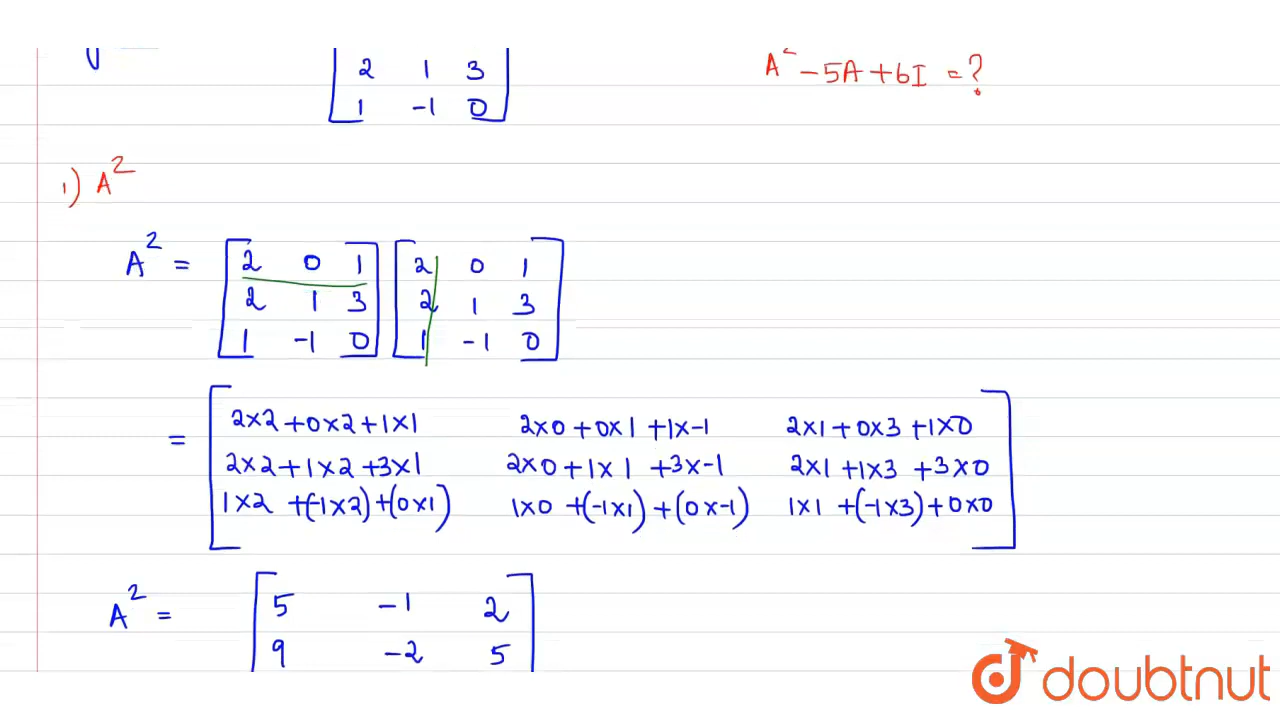 2 1 3
A² - 5A + 6I = ?
1 -1 0
1) A²
A² = [2 0 1] [2 0 1]
2 1 3 2 1 3
1 -1 0 1 -1 0
= [2×2+0×2+1×1 2×0+0×1+1×-1 2×1+0×3+1×0]
2×2+1×2+3×1 2×0+1×1+3×-1 2×1+1×3+3×0
1×2+(-1×2)+(0×1) 1×0+(-1×1)+(0×-1) 1×1+(-1×3)+0×0
A² = [5 -1 2]
9 -2 5
doubtnut